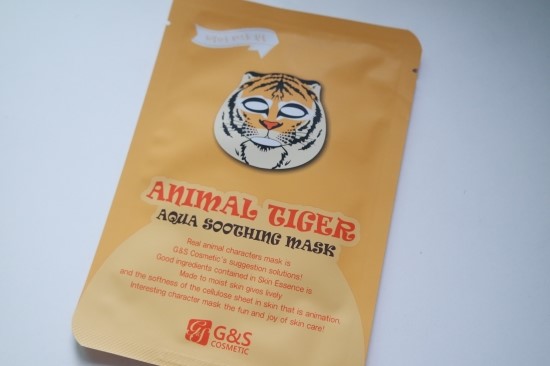 ANIMAL TIGER
AQUA SOOTHING MASK
Real animal characters mask is
G&S Cosmetic's suggestion solutions!
Good ingredients contained in Skin Essence is
Made to moist skin gives lively
and the softness of the cellulose sheet in skin that is animation.
Interesting character mask the fun and joy of skin care!
G&S
COSMETIC